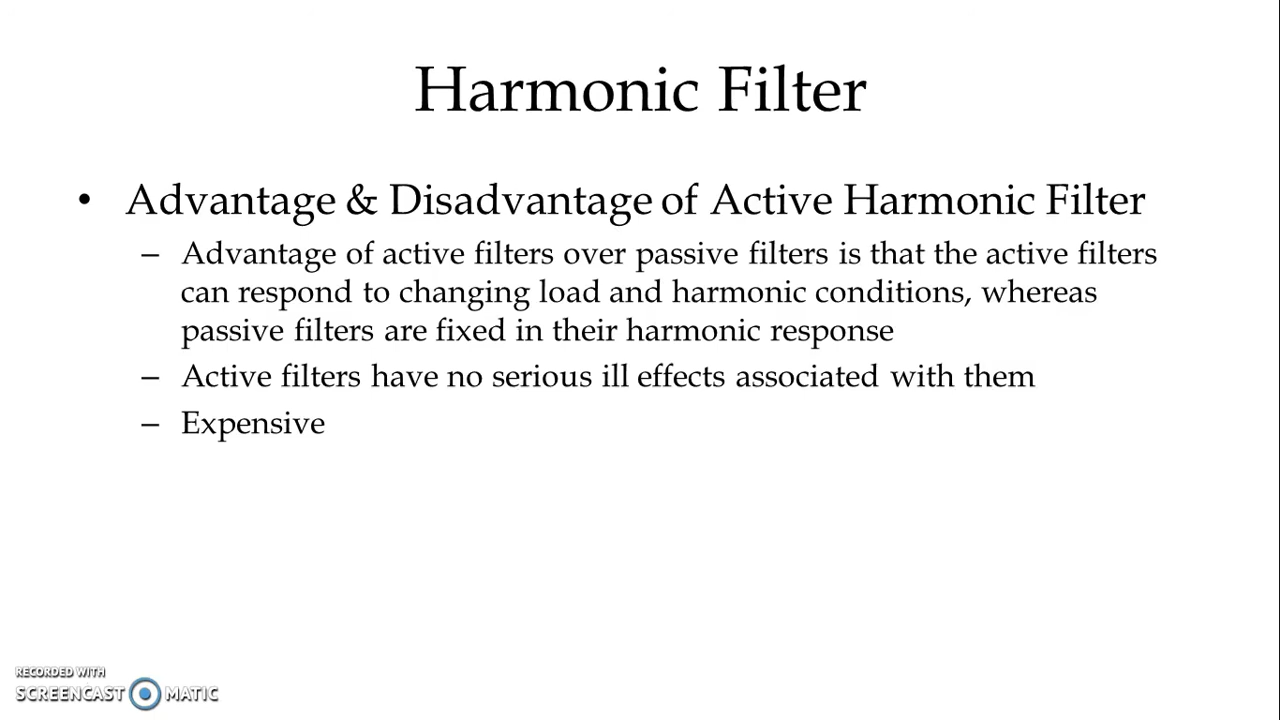 Harmonic Filter
• Advantage & Disadvantage of Active Harmonic Filter
– Advantage of active filters over passive filters is that the active filters
can respond to changing load and harmonic conditions, whereas
passive filters are fixed in their harmonic response
– Active filters have no serious ill effects associated with them
– Expensive
RECORDED WITH
SCREENCAST MATIC